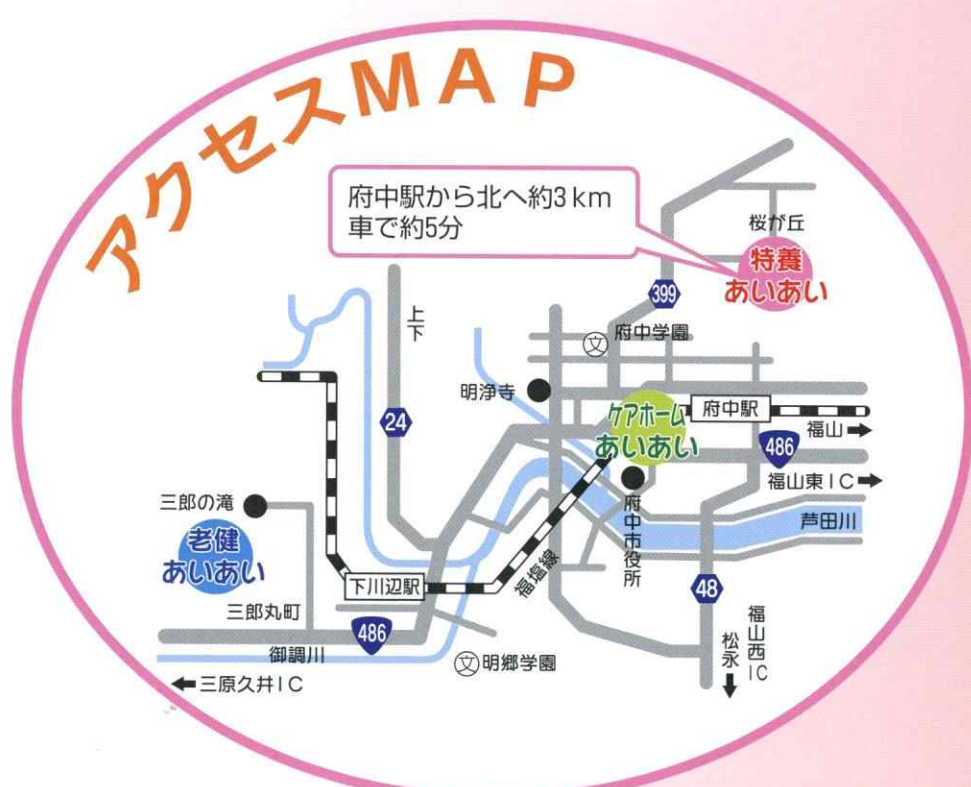 アクセスMAP
府中駅から北へ約3km
車で約5分
桜が丘
特養
あいあい
399
上下
文
府中学園
明浄寺
24
ケアホーム
あいあい
府中駅
福山
486
福山東IC
三郎の滝
老健
あいあい
府中市役所
芦田川
下川辺駅
福塩線
48
三郎丸町
486
御調川
文
明郷学園
福山西IC
松永
三原久井IC